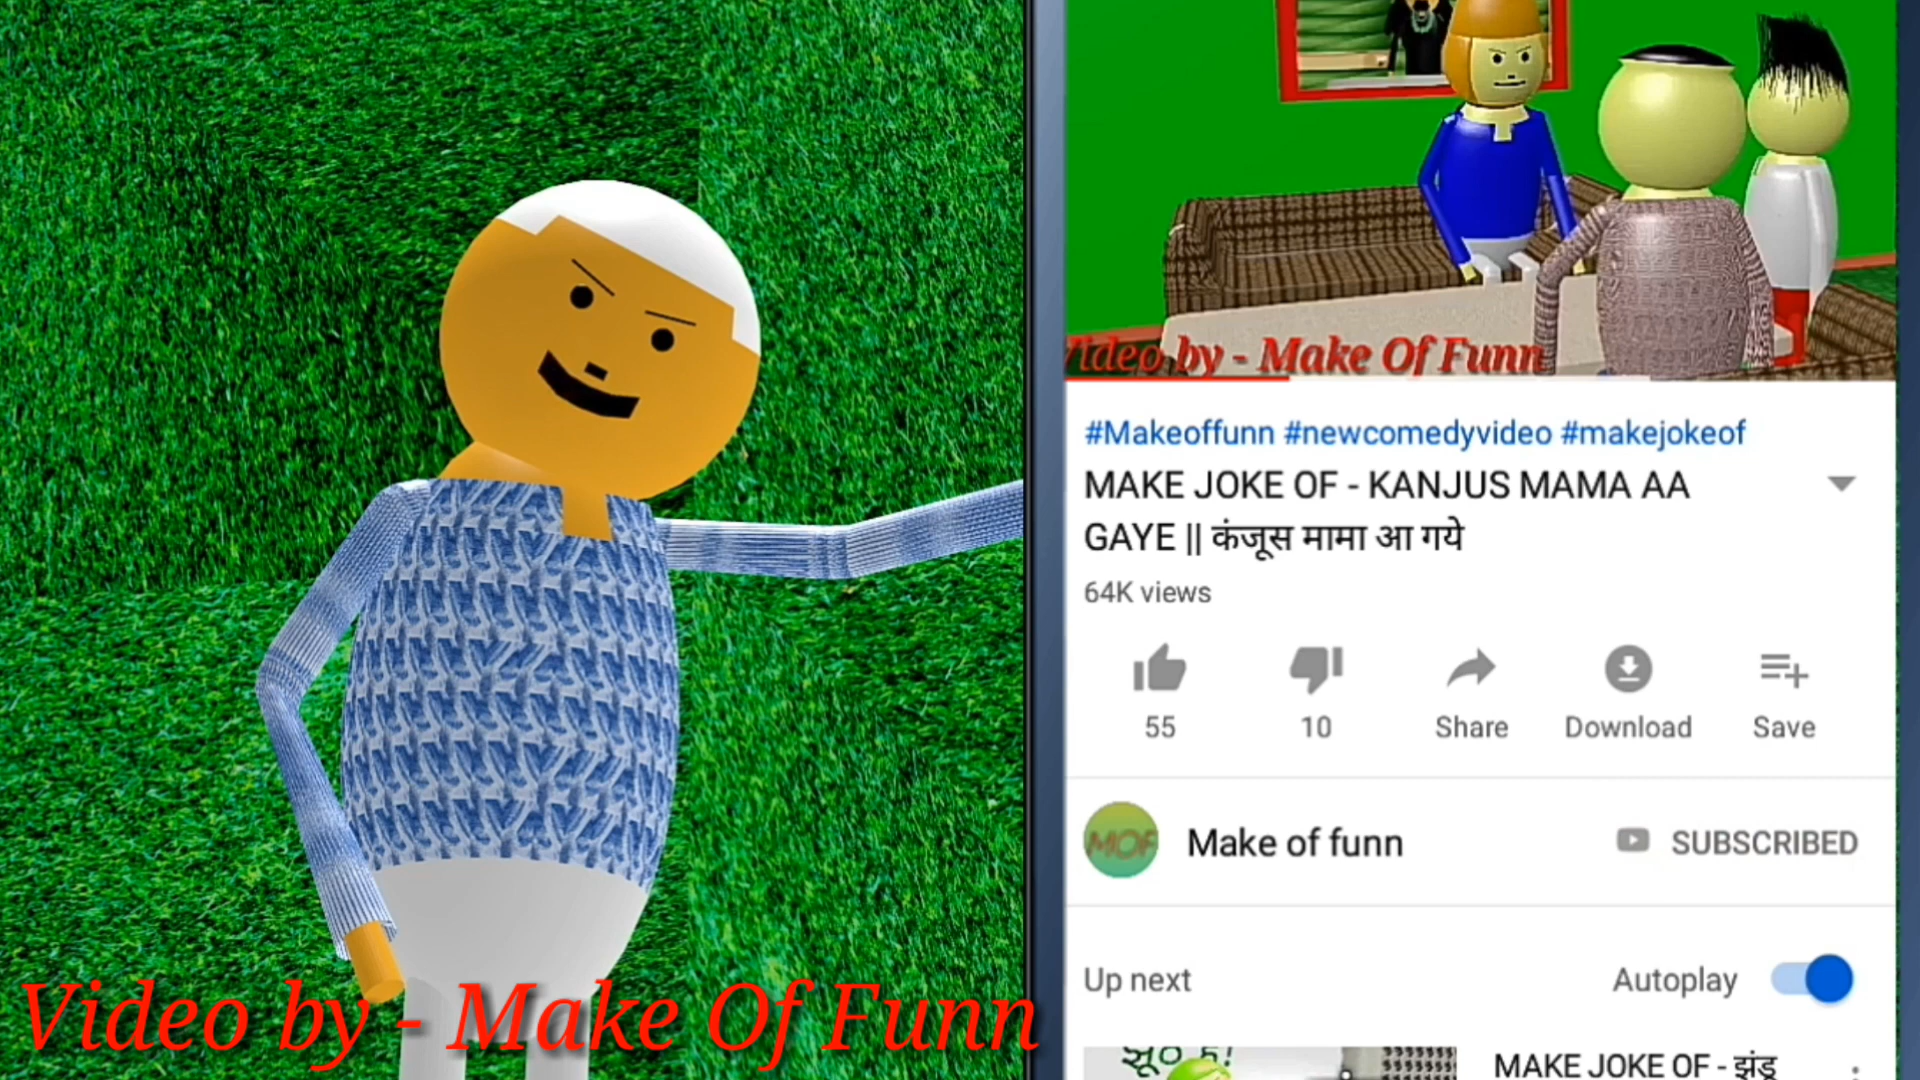 Video by - Make Of Funn
Video by - Make Of Funn
#Makeoffunn #newcomedyvideo #makejokeof
MAKE JOKE OF - KANJUS MAMA AA
GAYE || कंजूस मामा आ गये
64K views
55 10 Share Download Save
MOF Make of funn SUBSCRIBED
Up next Autoplay
झूठ है!
MAKE JOKE OF - झंडू